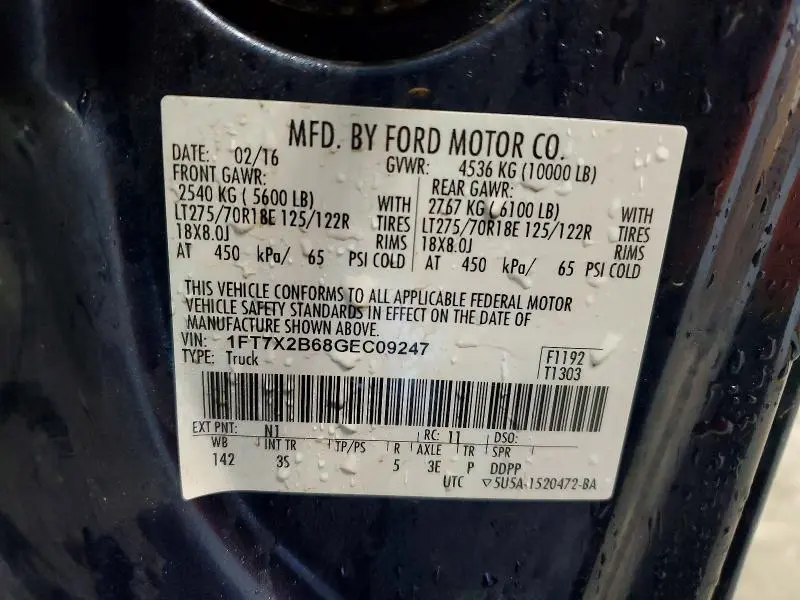 MFD. BY FORD MOTOR CO.
DATE: 02/16 GVWR: 4536 KG (10000 LB)
FRONT GAWR: REAR GAWR:
2540 KG ( 5600 LB) WITH 2767 KG ( 6100 LB) WITH
LT275/70R18E 125/122R TIRES LT275/70R18E 125/122R TIRES
18X8.0J RIMS 18X8.0J RIMS
AT 450 kPa/ 65 PSI COLD AT 450 kPa/ 65 PSI COLD
THIS VEHICLE CONFORMS TO ALL APPLICABLE FEDERAL MOTOR
VEHICLE SAFETY STANDARDS IN EFFECT ON THE DATE OF
MANUFACTURE SHOWN ABOVE.
VIN: 1FT7X2B68GEC09247
TYPE: Truck
F1192
T1303
EXT PNT: N1 RC: 11 DSO:
WB INT TR TP/PS R AXLE TR SPR
142 3S 5 3E P DDPP
UTC ▽5U5A-1520472-BA